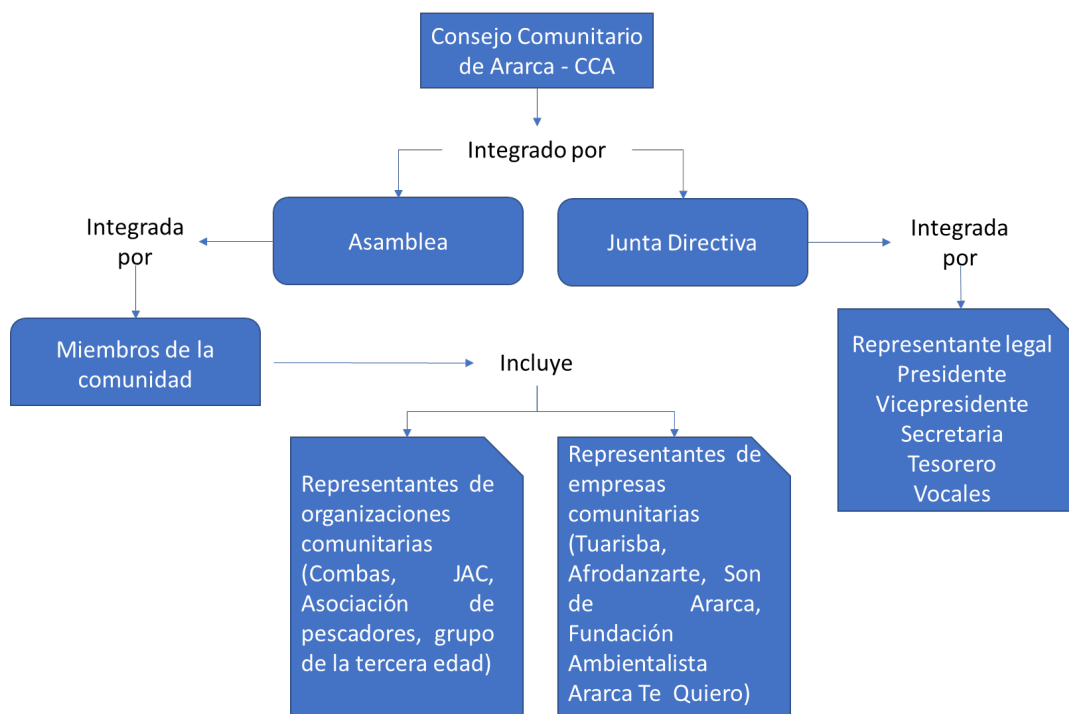 Consejo Comunitario
de Ararca - CCA
Integrado por
Asamblea
Junta Directiva
Integrada
por
Integrada
por
Miembros de la
comunidad
Incluye
Representante legal
Presidente
Vicepresidente
Secretaria
Tesorero
Vocales
Representantes de
organizaciones
comunitarias
(Combas, JAC,
Asociación de
pescadores, grupo
de la tercera edad)
Representantes de
empresas
comunitarias
(Tuarisba,
Afrodanzarte, Son
de Ararca,
Fundación
Ambientalista
Ararca Te Quiero)